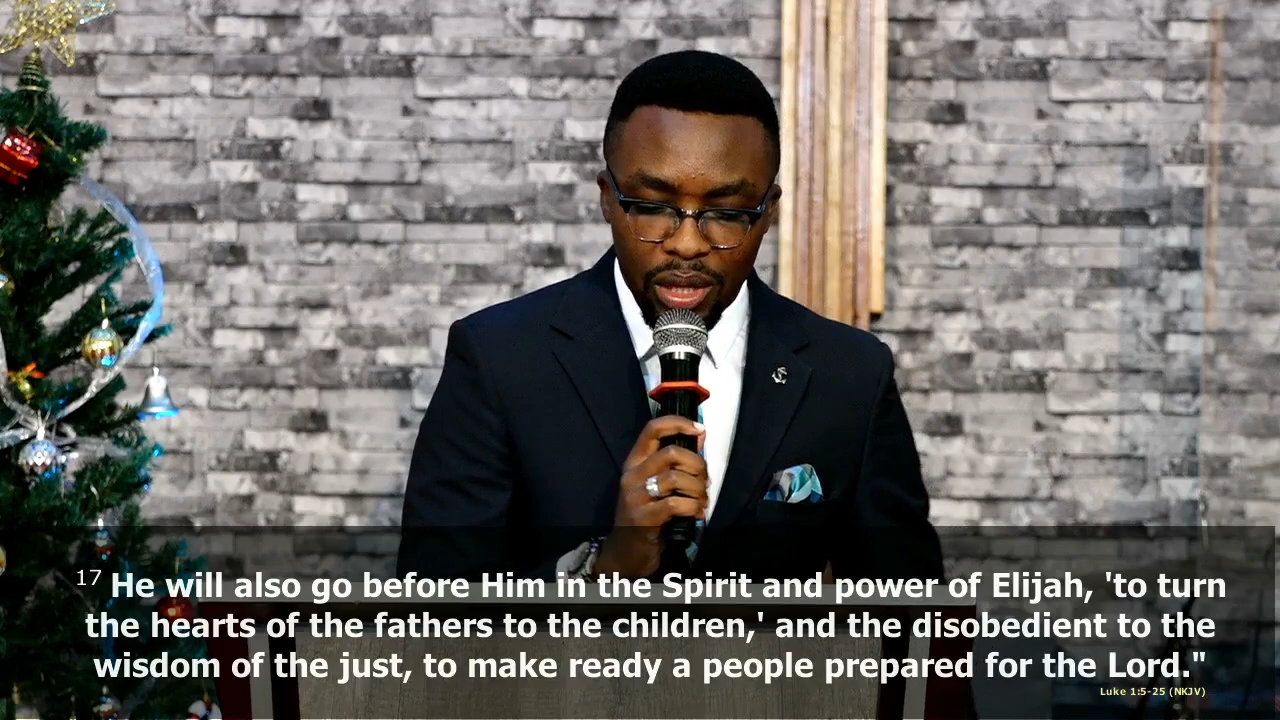 17 He will also go before Him in the Spirit and power of Elijah, 'to turn
the hearts of the fathers to the children,' and the disobedient to the
wisdom of the just, to make ready a people prepared for the Lord."
Luke 1:5-25 (NKJV)